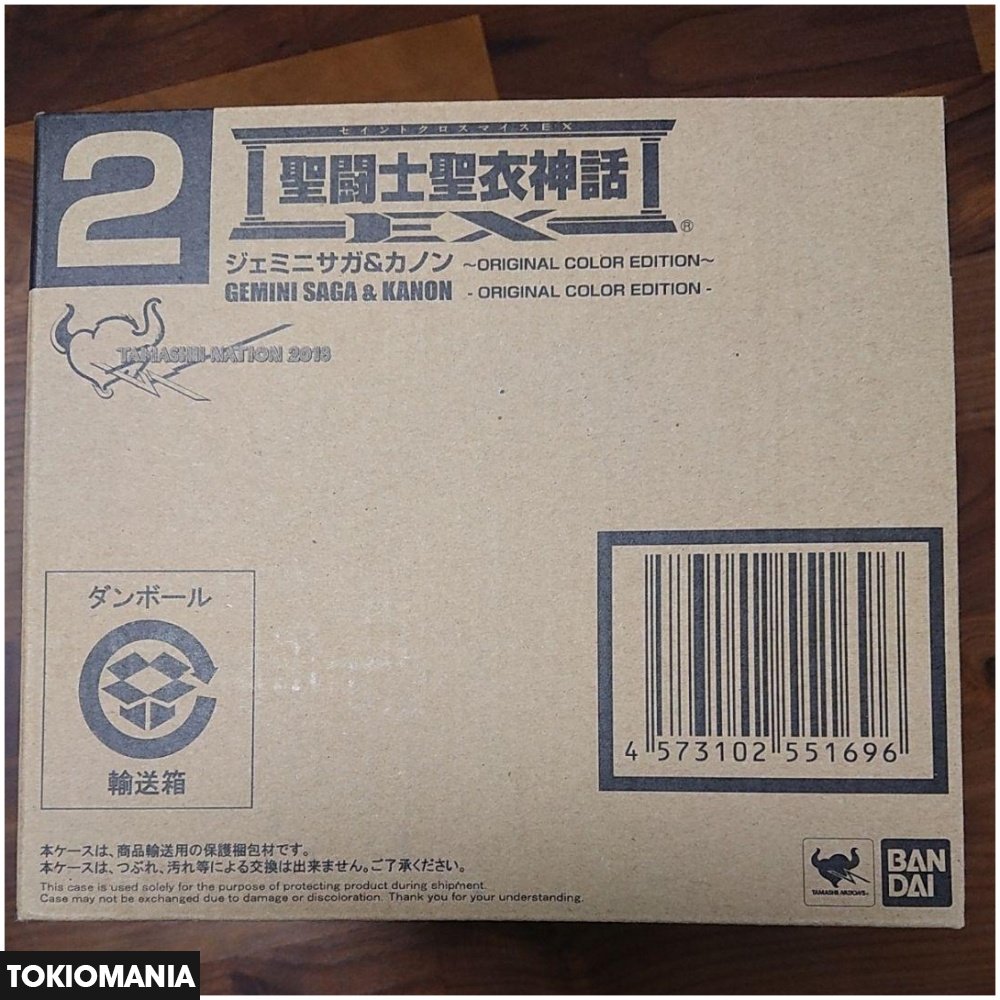 2
セイントクロスマイスEX
聖闘士聖衣神話
EX®
ジェミニサガ&カノン ～ORIGINAL COLOR EDITION～
GEMINI SAGA & KANON - ORIGINAL COLOR EDITION -
TAMASHII NATION 2018
ダンボール
輸送箱
4 573102 551696
本ケースは、商品輸送用の保護梱包材です。
本ケースは、つぶれ、汚れ等による交換は出来ません。ご了承ください。
This case is used solely for the purpose of protecting product during shipment.
Case may not be exchanged due to damage or discoloration. Thank you for your understanding.
TAMASHII NATIONS
BAN
DAI
TOKIOMANIA